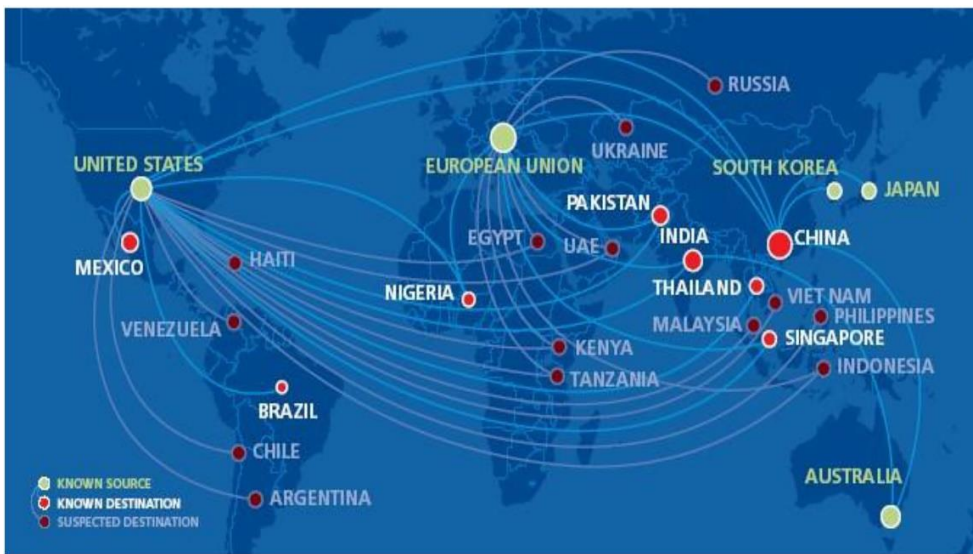 RUSSIA
UKRAINE
UNITED STATES
EUROPEAN UNION
SOUTH KOREA
JAPAN
PAKISTAN
MEXICO
HAITI
EGYPT
UAE
INDIA
CHINA
NIGERIA
THAILAND
VIET NAM
VENEZUELA
MALAYSIA
PHILIPPINES
SINGAPORE
KENYA
TANZANIA
INDONESIA
BRAZIL
CHILE
ARGENTINA
AUSTRALIA
KNOWN SOURCE
KNOWN DESTINATION
SUSPECTED DESTINATION